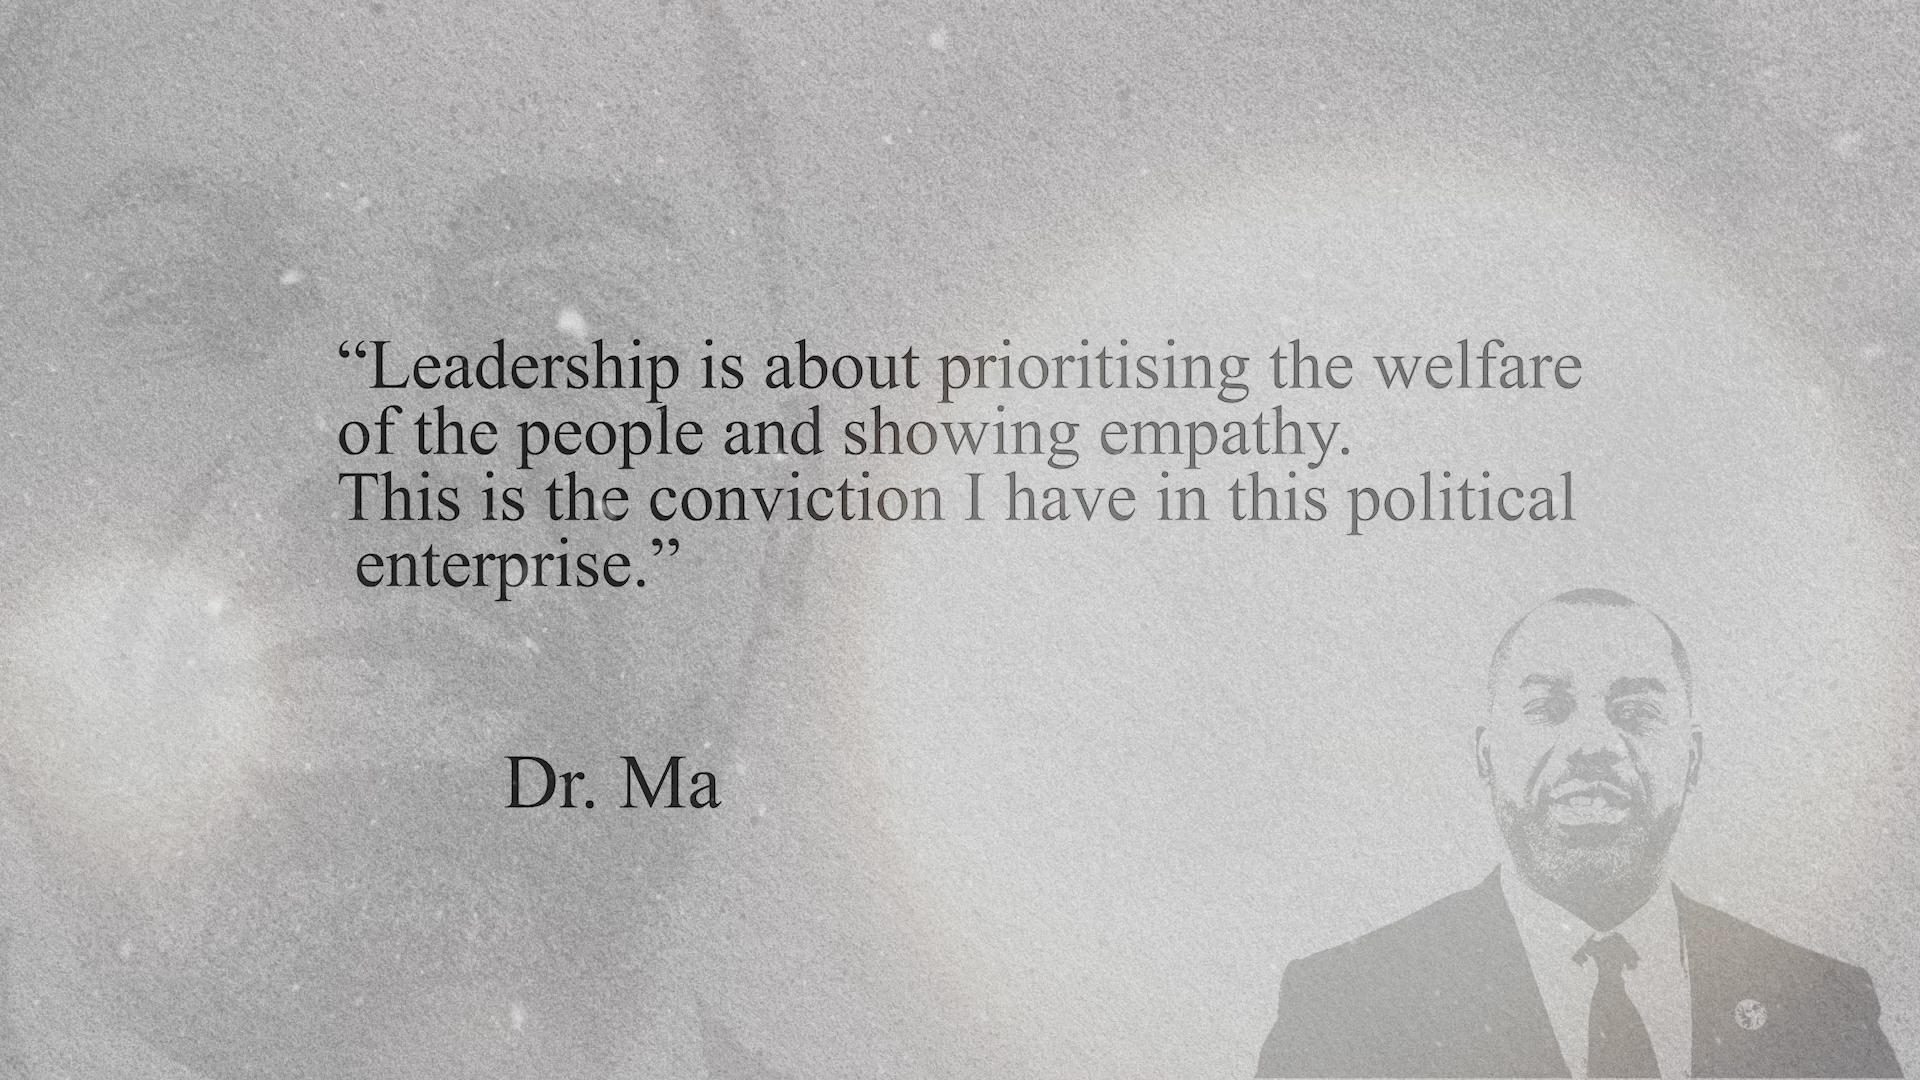 “Leadership is about prioritising the welfare
of the people and showing empathy.
This is the conviction I have in this political
enterprise.”
Dr. Ma